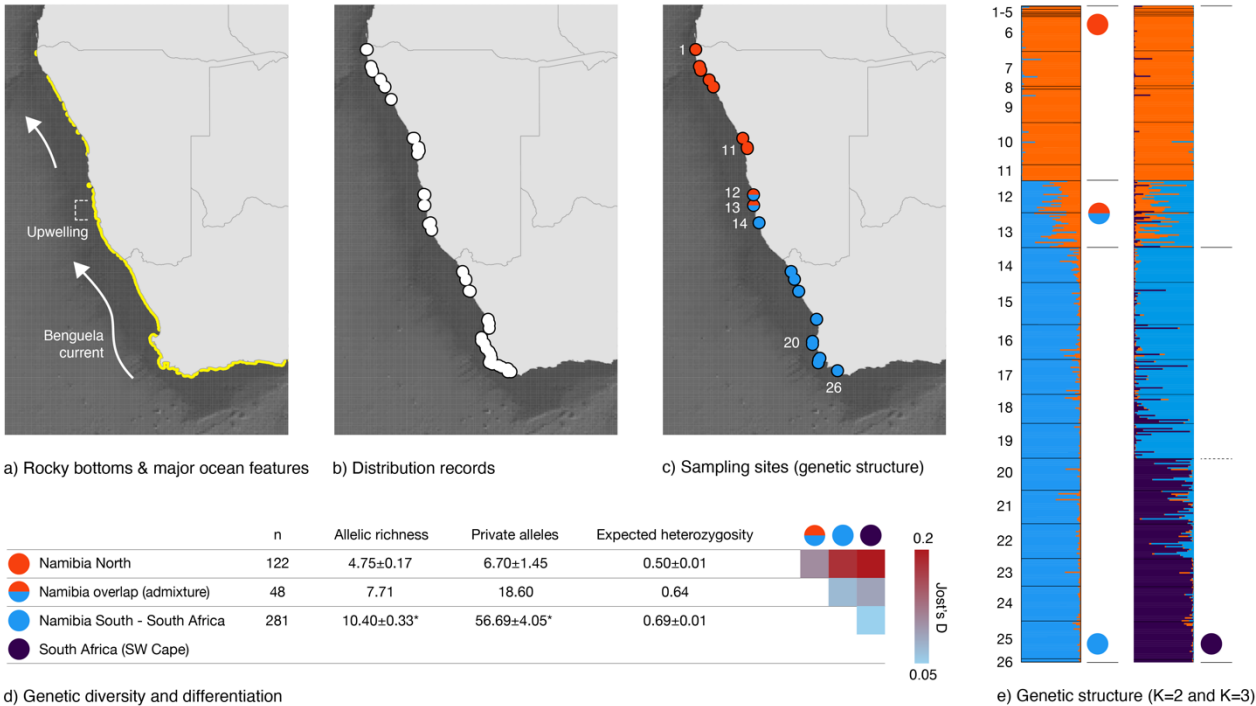 Upwelling
Benguela
current
a) Rocky bottoms & major ocean features
b) Distribution records
1
11
12
13
14
20
26
c) Sampling sites (genetic structure)
n Allelic richness Private alleles Expected heterozygosity
Namibia North 122 4.75±0.17 6.70±1.45 0.50±0.01
Namibia overlap (admixture) 48 7.71 18.60 0.64
Namibia South - South Africa 281 10.40±0.33* 56.69±4.05* 0.69±0.01
South Africa (SW Cape)
0.2
Jost's D
0.05
d) Genetic diversity and differentiation
1-5
6
7
8
9
10
11
12
13
14
15
16
17
18
19
20
21
22
23
24
25
26
e) Genetic structure (K=2 and K=3)